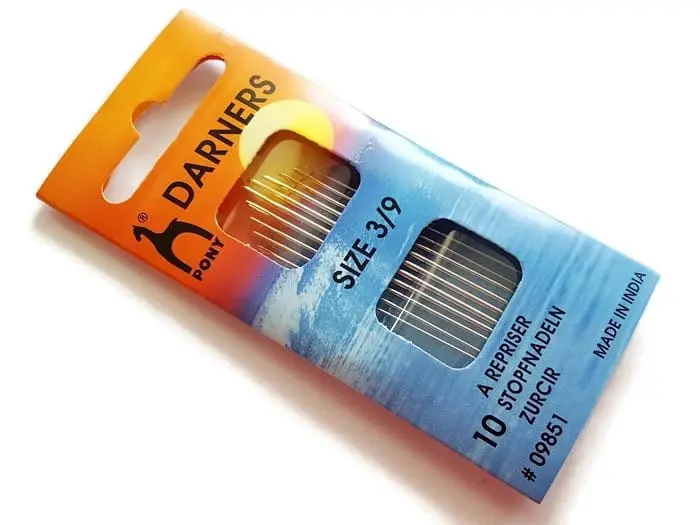 DARNERS
®
PONY
SIZE 3/9
A REPRISER
10 STOPFNADELN
ZURCIR
# 09851
MADE IN INDIA